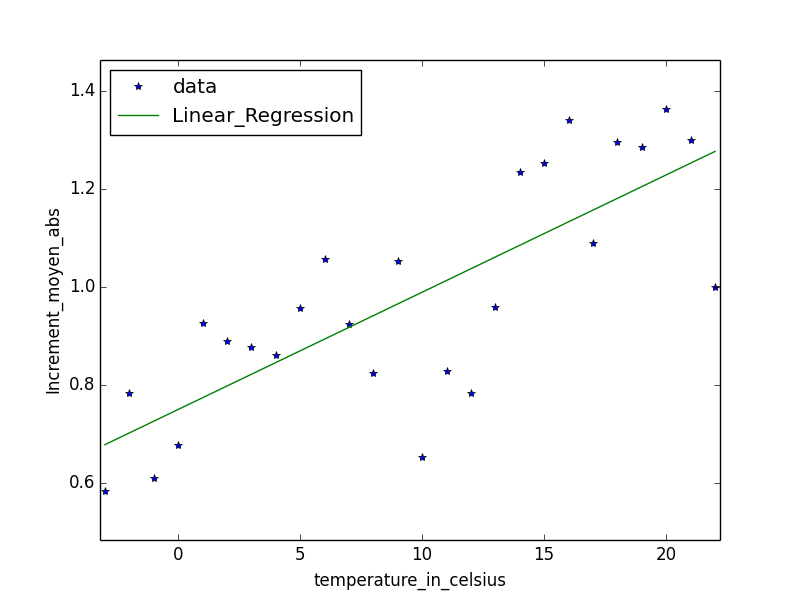 data
Linear_Regression
1.4
1.2
1.0
0.8
0.6
Increment_moyen_abs
0 5 10 15 20
temperature_in_celsius